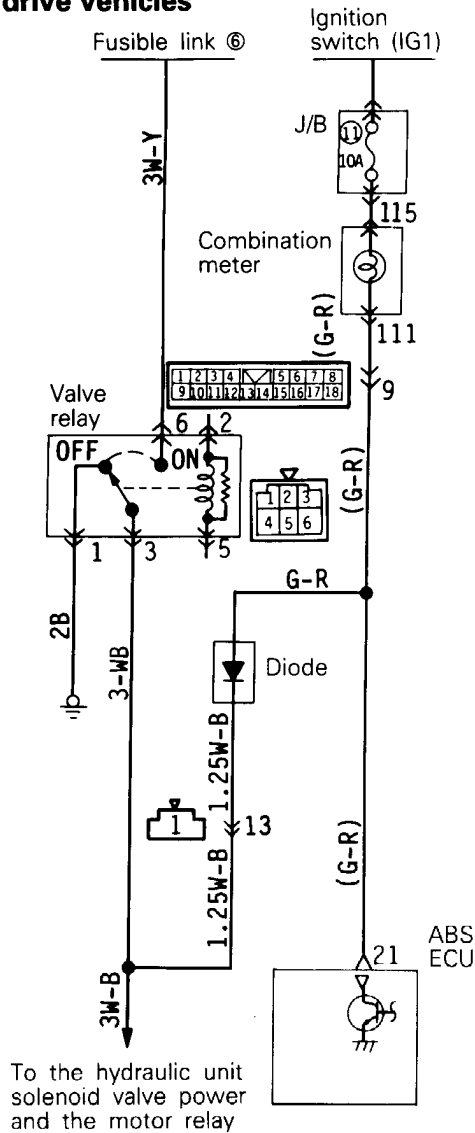 drive vehicles
Fusible link ⑥
Ignition
switch (IG1)
J/B
11
10A
3W-Y
115
Combination
meter
(G-R)
111
1 2 3 4 5 6 7 8
9 10 11 12 13 14 15 16 17 18
9
Valve
relay
6
2
OFF
ON
(G-R)
1 2 3
4 5 6
1
3
5
G-R
2B
3-WB
Diode
1.25W-B
1
13
1.25W-B
(G-R)
21
ABS
ECU
3W-B
To the hydraulic unit
solenoid valve power
and the motor relay